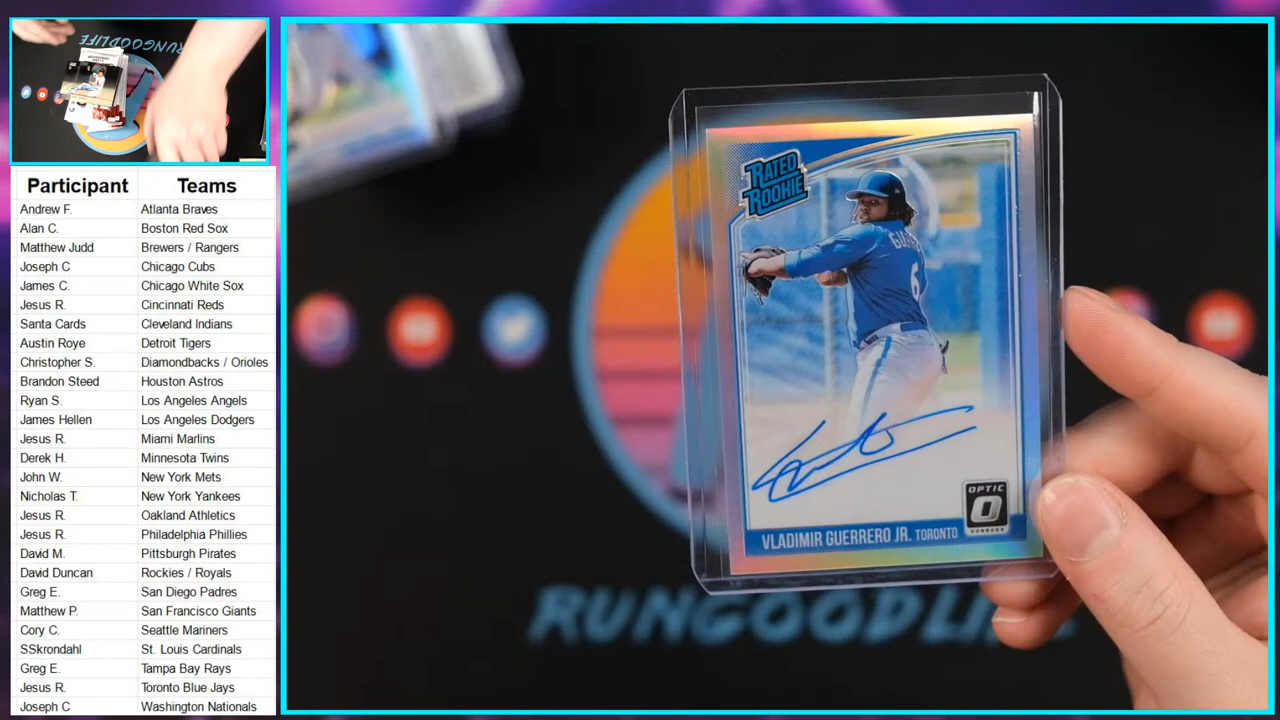 RUNGOODLIFE
Participant Teams
Andrew F. Atlanta Braves
Alan C. Boston Red Sox
Matthew Judd Brewers / Rangers
Joseph C Chicago Cubs
James C. Chicago White Sox
Jesus R. Cincinnati Reds
Santa Cards Cleveland Indians
Austin Roye Detroit Tigers
Christopher S. Diamondbacks / Orioles
Brandon Steed Houston Astros
Ryan S. Los Angeles Angels
James Hellen Los Angeles Dodgers
Jesus R. Miami Marlins
Derek H. Minnesota Twins
John W. New York Mets
Nicholas T. New York Yankees
Jesus R. Oakland Athletics
Jesus R. Philadelphia Phillies
David M. Pittsburgh Pirates
David Duncan Rockies / Royals
Greg E. San Diego Padres
Matthew P. San Francisco Giants
Cory C. Seattle Mariners
SSkrondahl St. Louis Cardinals
Greg E. Tampa Bay Rays
Jesus R. Toronto Blue Jays
Joseph C Washington Nationals
RATED
ROOKIE
6
OPTIC
DONRUSS
VLADIMIR GUERRERO JR. TORONTO
RUNGOODLIFE